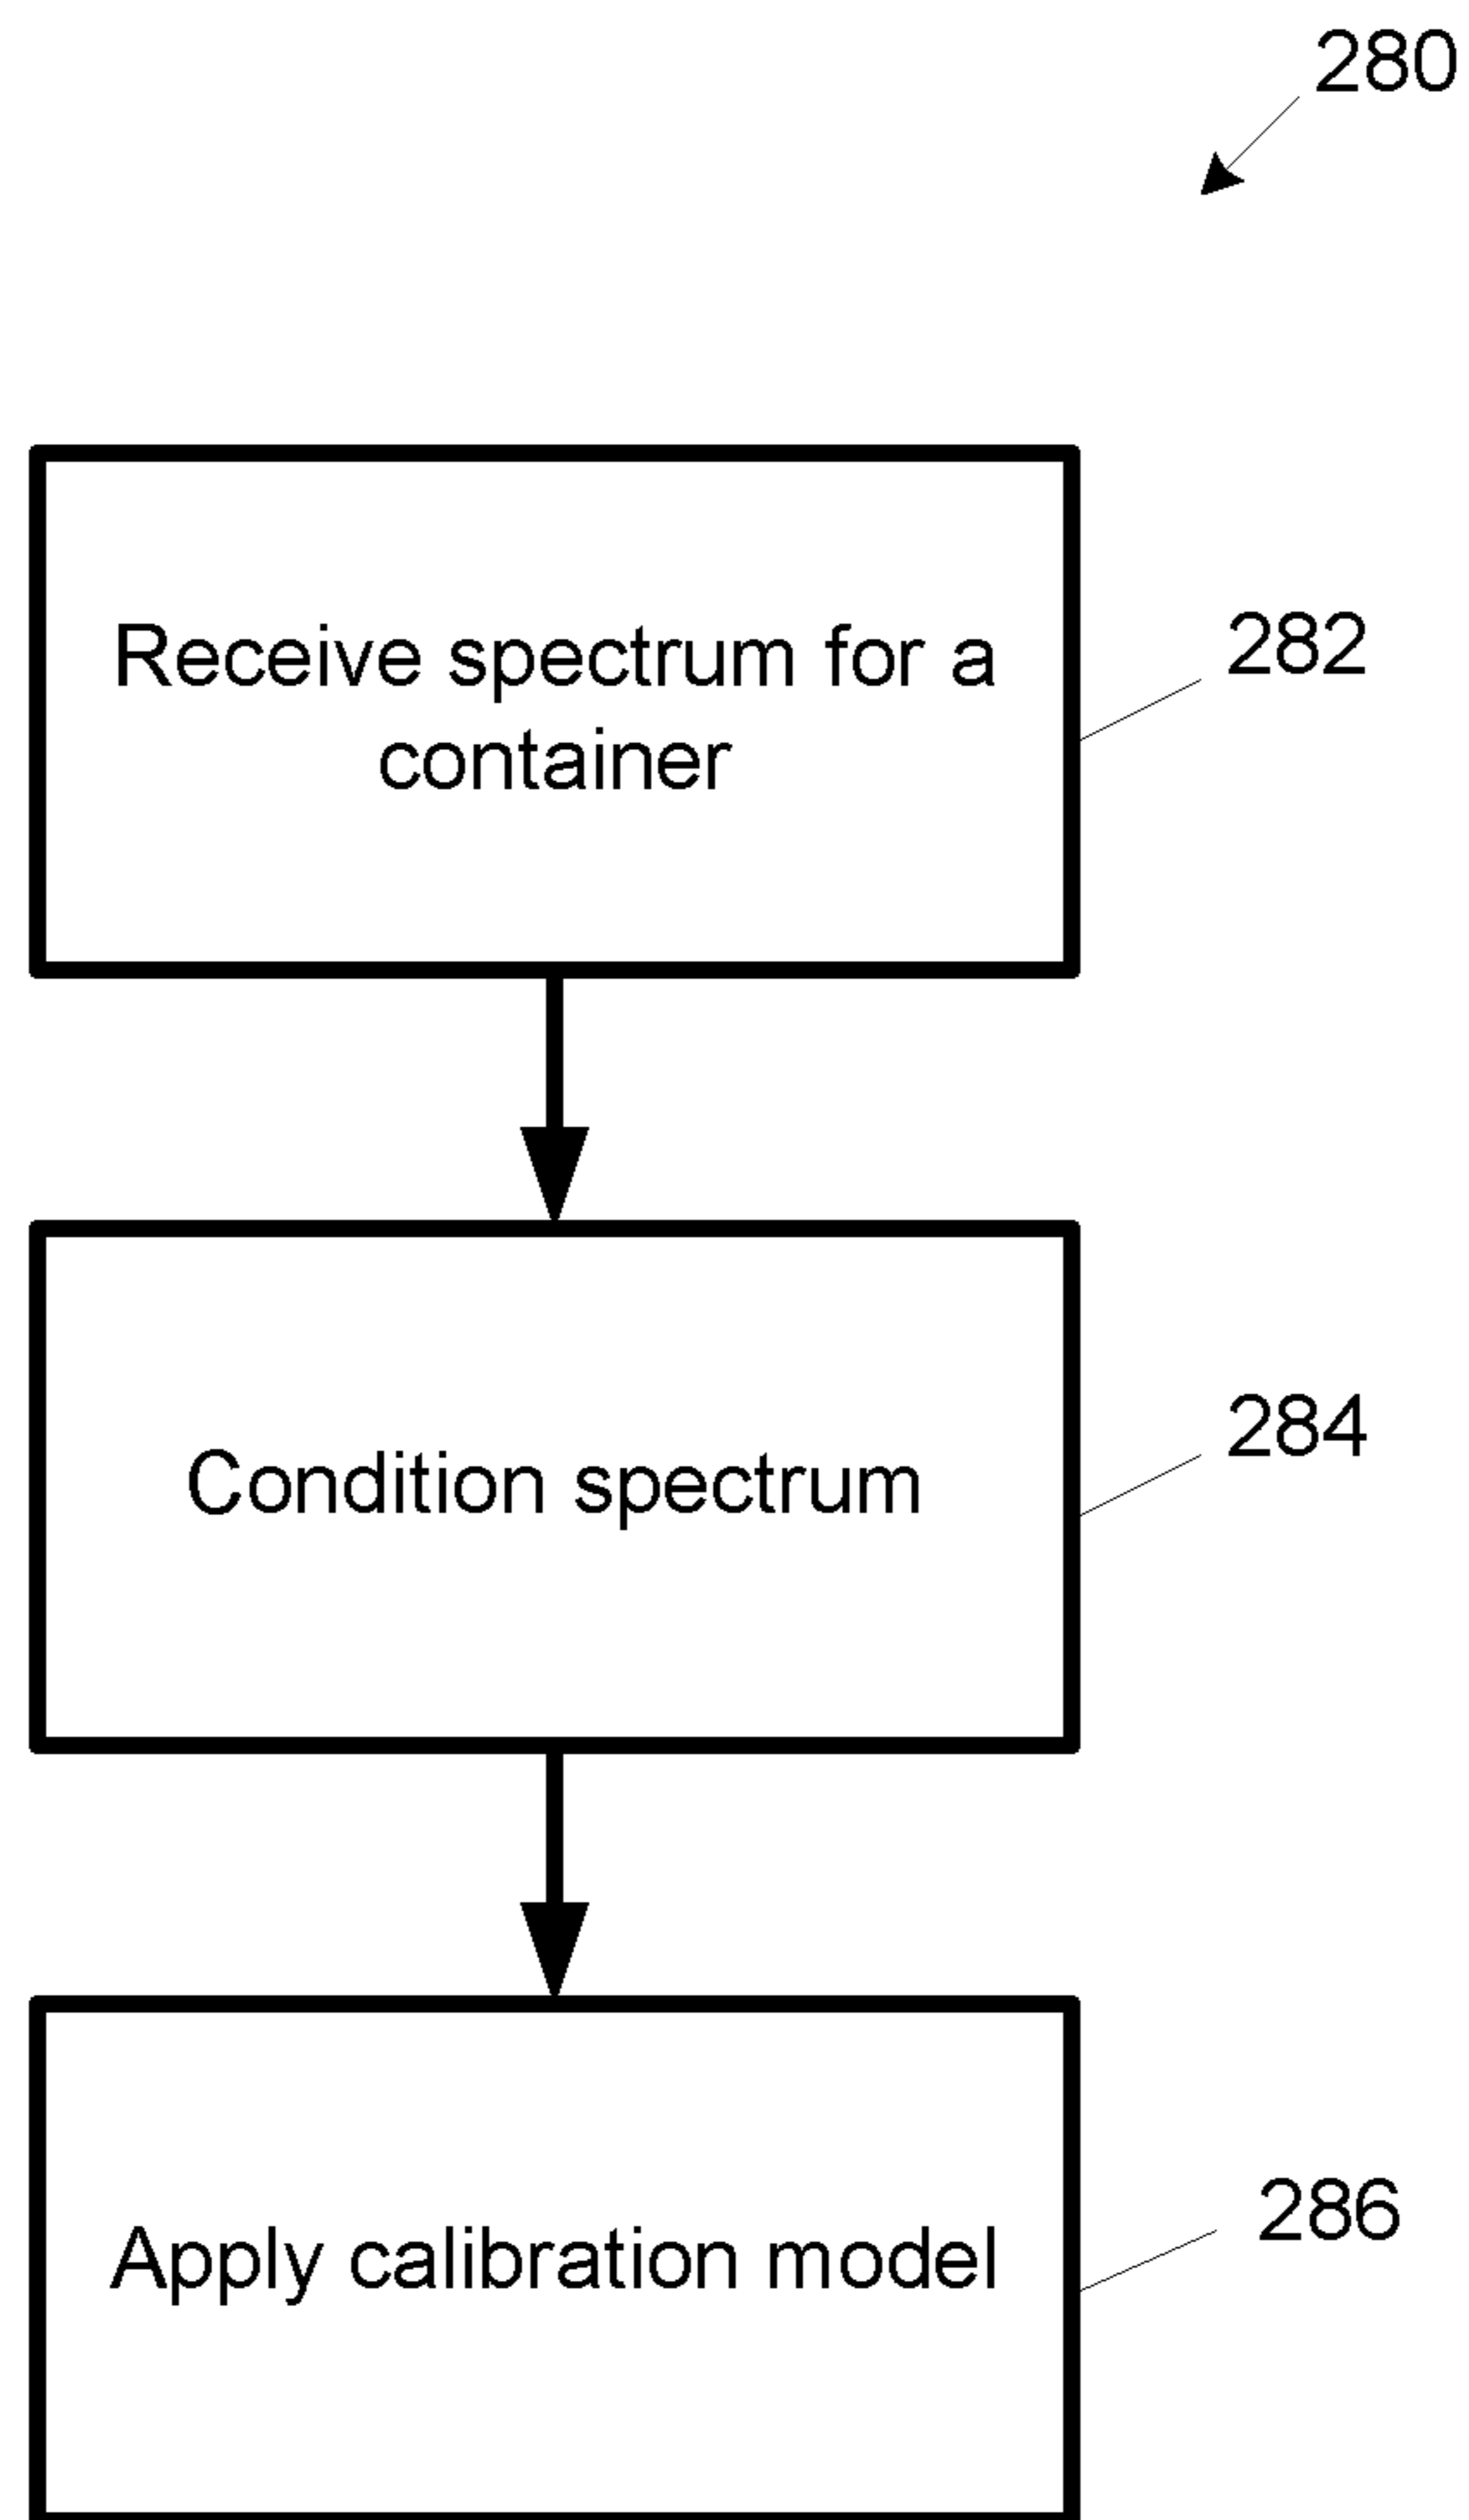 280
Receive spectrum for a
container
282
Condition spectrum
284
Apply calibration model
286